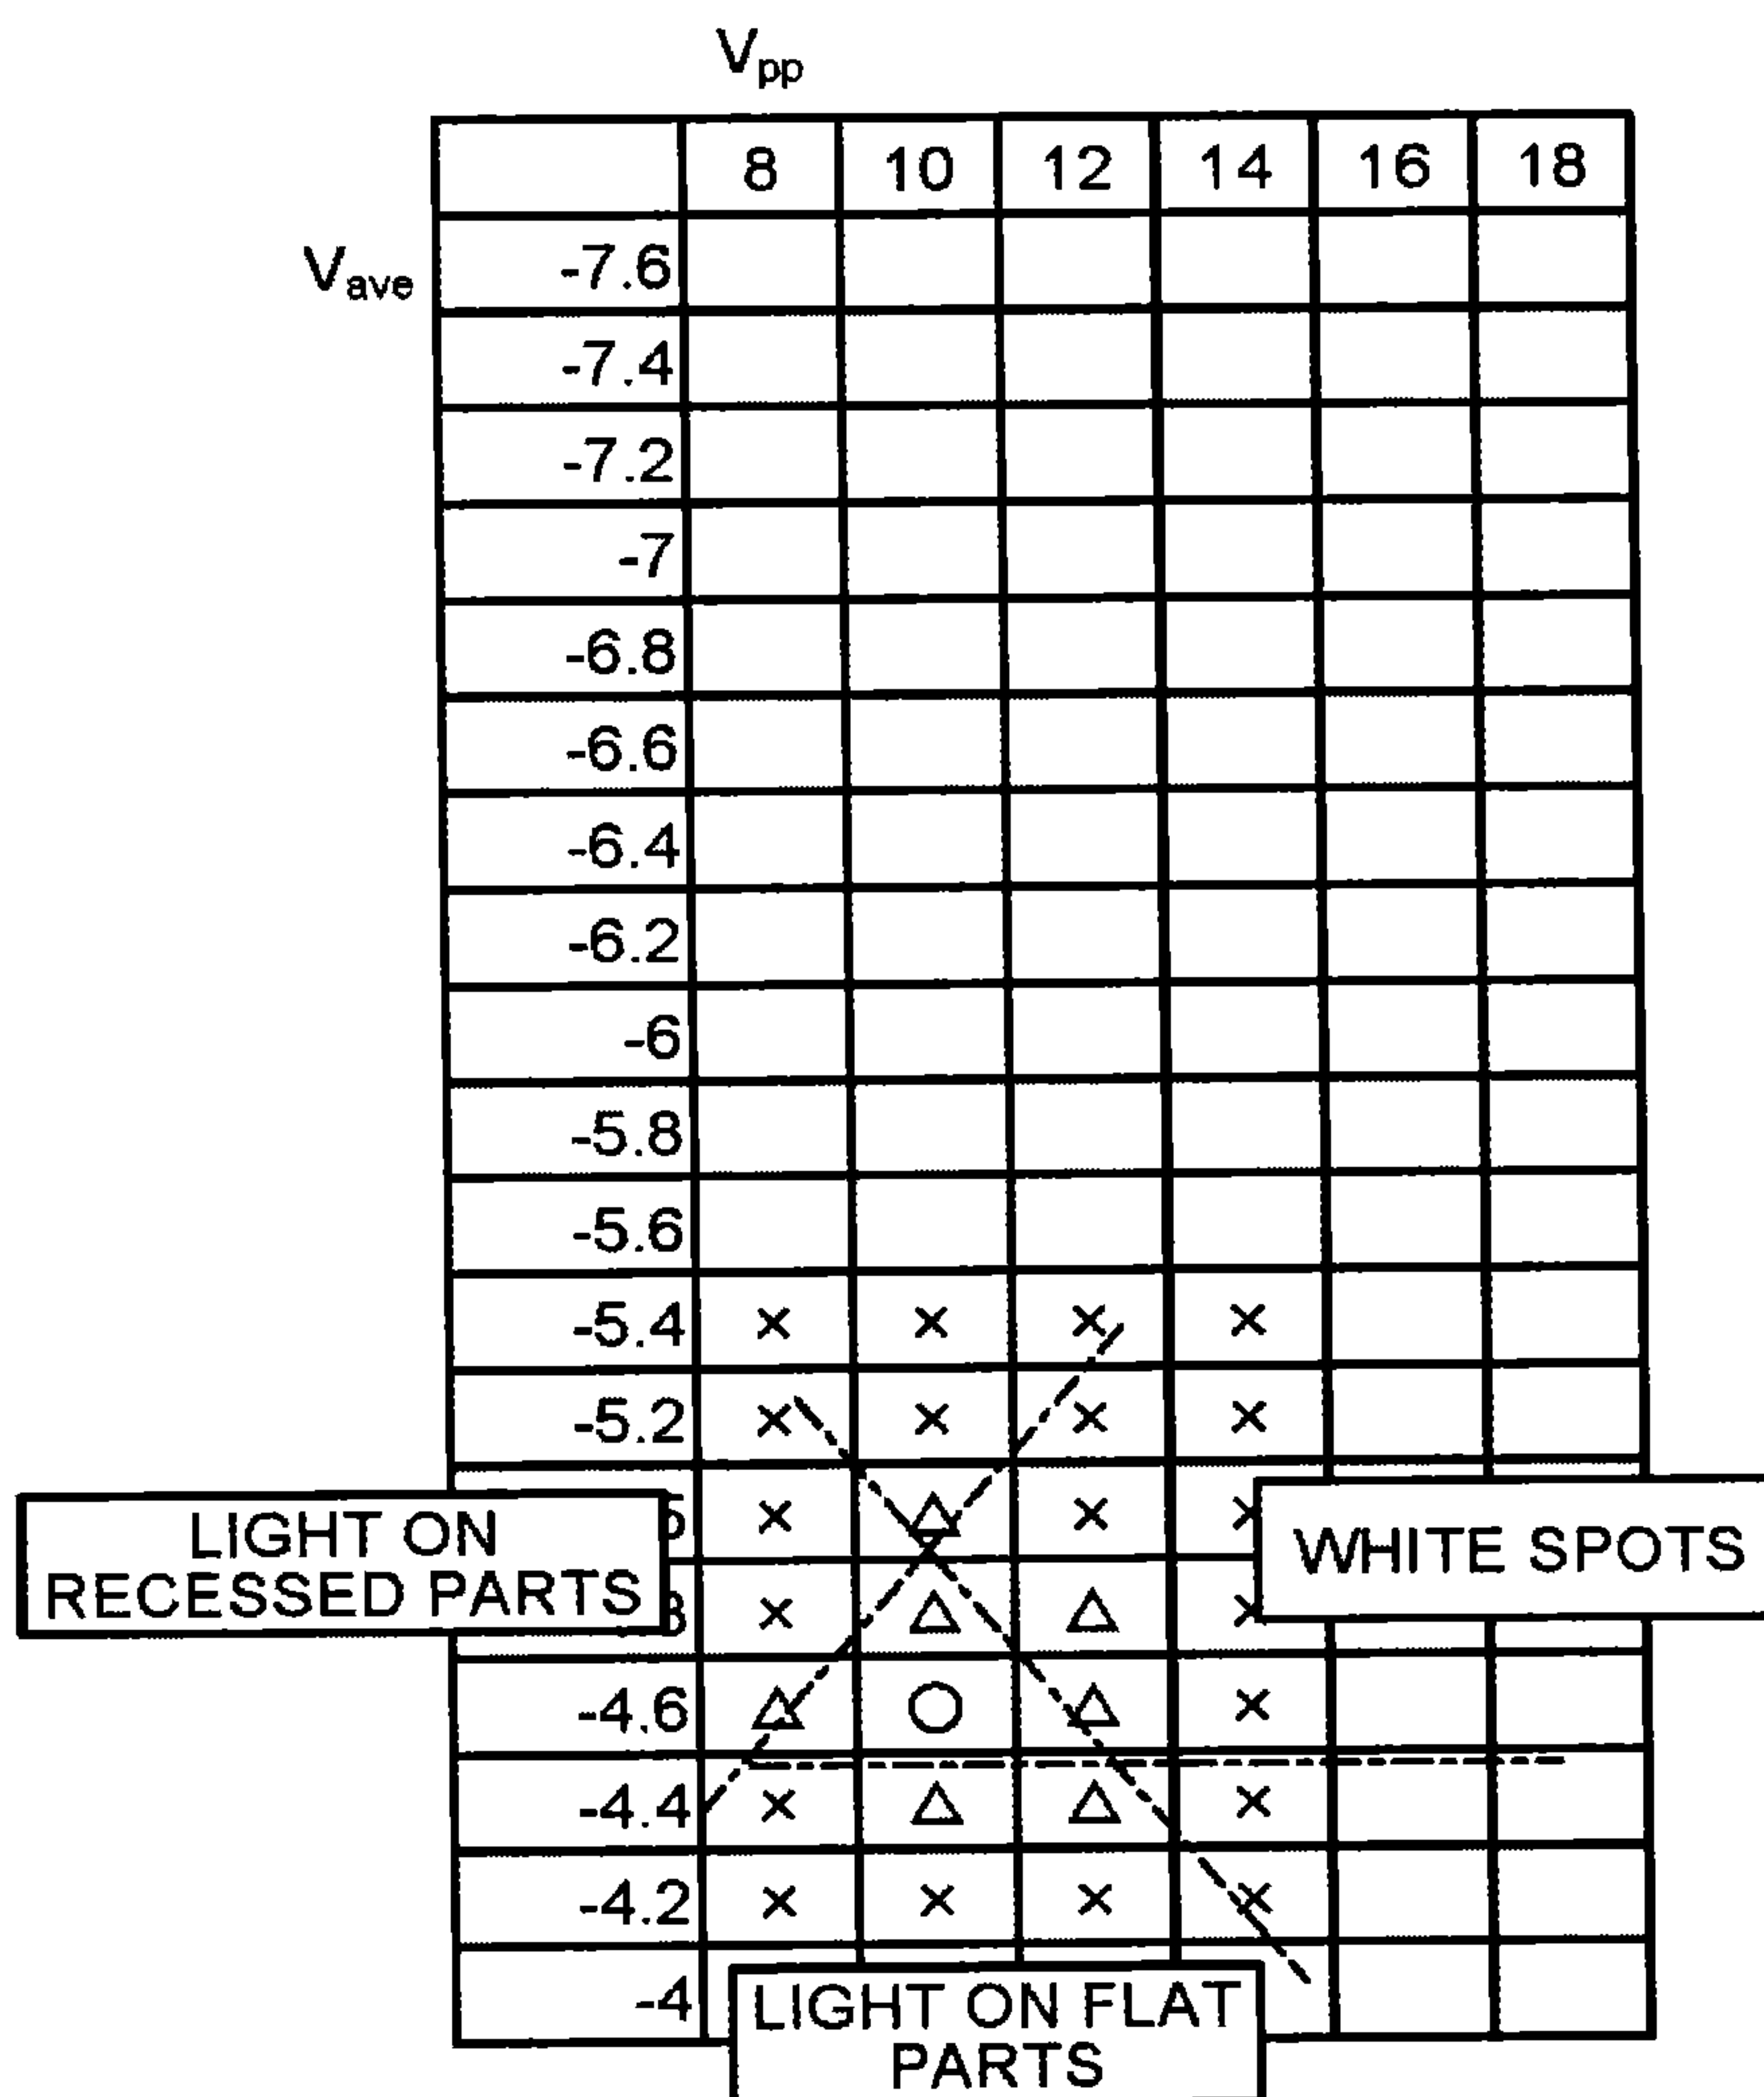 Vpp
8 10 12 14 16 18
Vave
-7.6
-7.4
-7.2
-7
-6.8
-6.6
-6.4
-6.2
-6
-5.8
-5.6
-5.4 × × × ×
-5.2 × × × ×
5 × △ × ×
LIGHT ON
RECESSED PARTS
WHITE SPOTS
8 × △ △ ×
-4.6 △ ○ △ ×
-4.4 × △ △ ×
-4.2 × × × ×
-4
LIGHT ON FLAT
PARTS